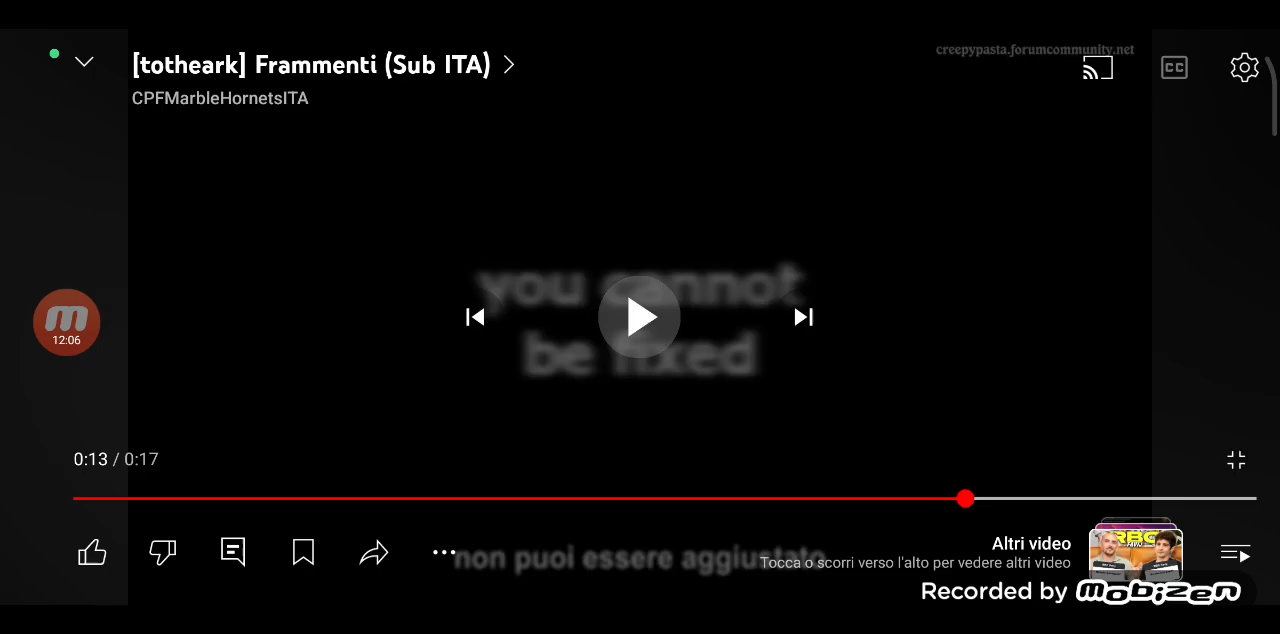 creepypasta.forumcommunity.net
[totheark] Frammenti (Sub ITA)
CC
CPFMarbleHornetsITA
you cannot
be fixed
m
12:06
0:13 / 0:17
Altri video
non puoi essere aggiustato
Tocca o scorri verso l'alto per vedere altri video
Recorded by mobizen